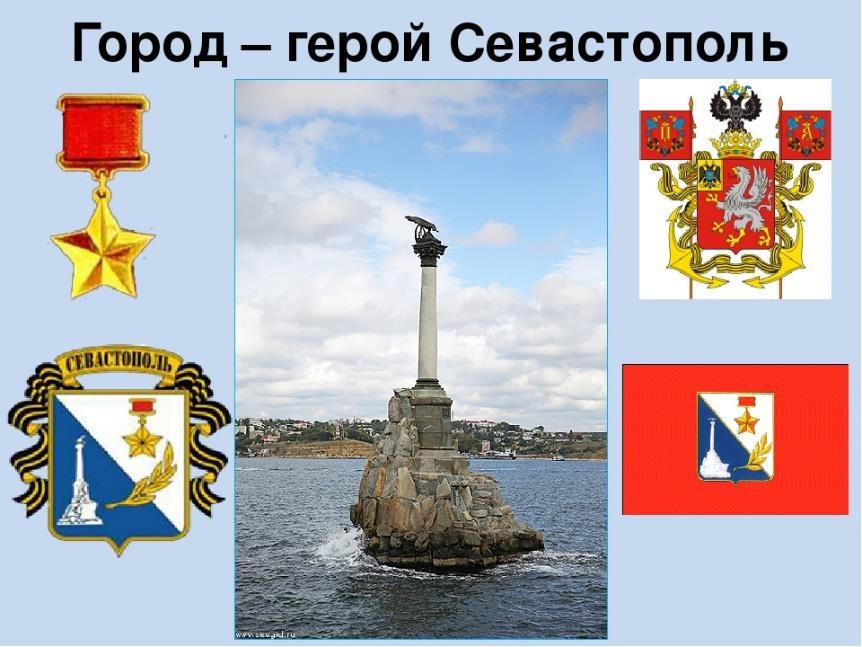 Город – герой Севастополь
П
А
СЕВАСТОПОЛЬ
www.sevgid.ru